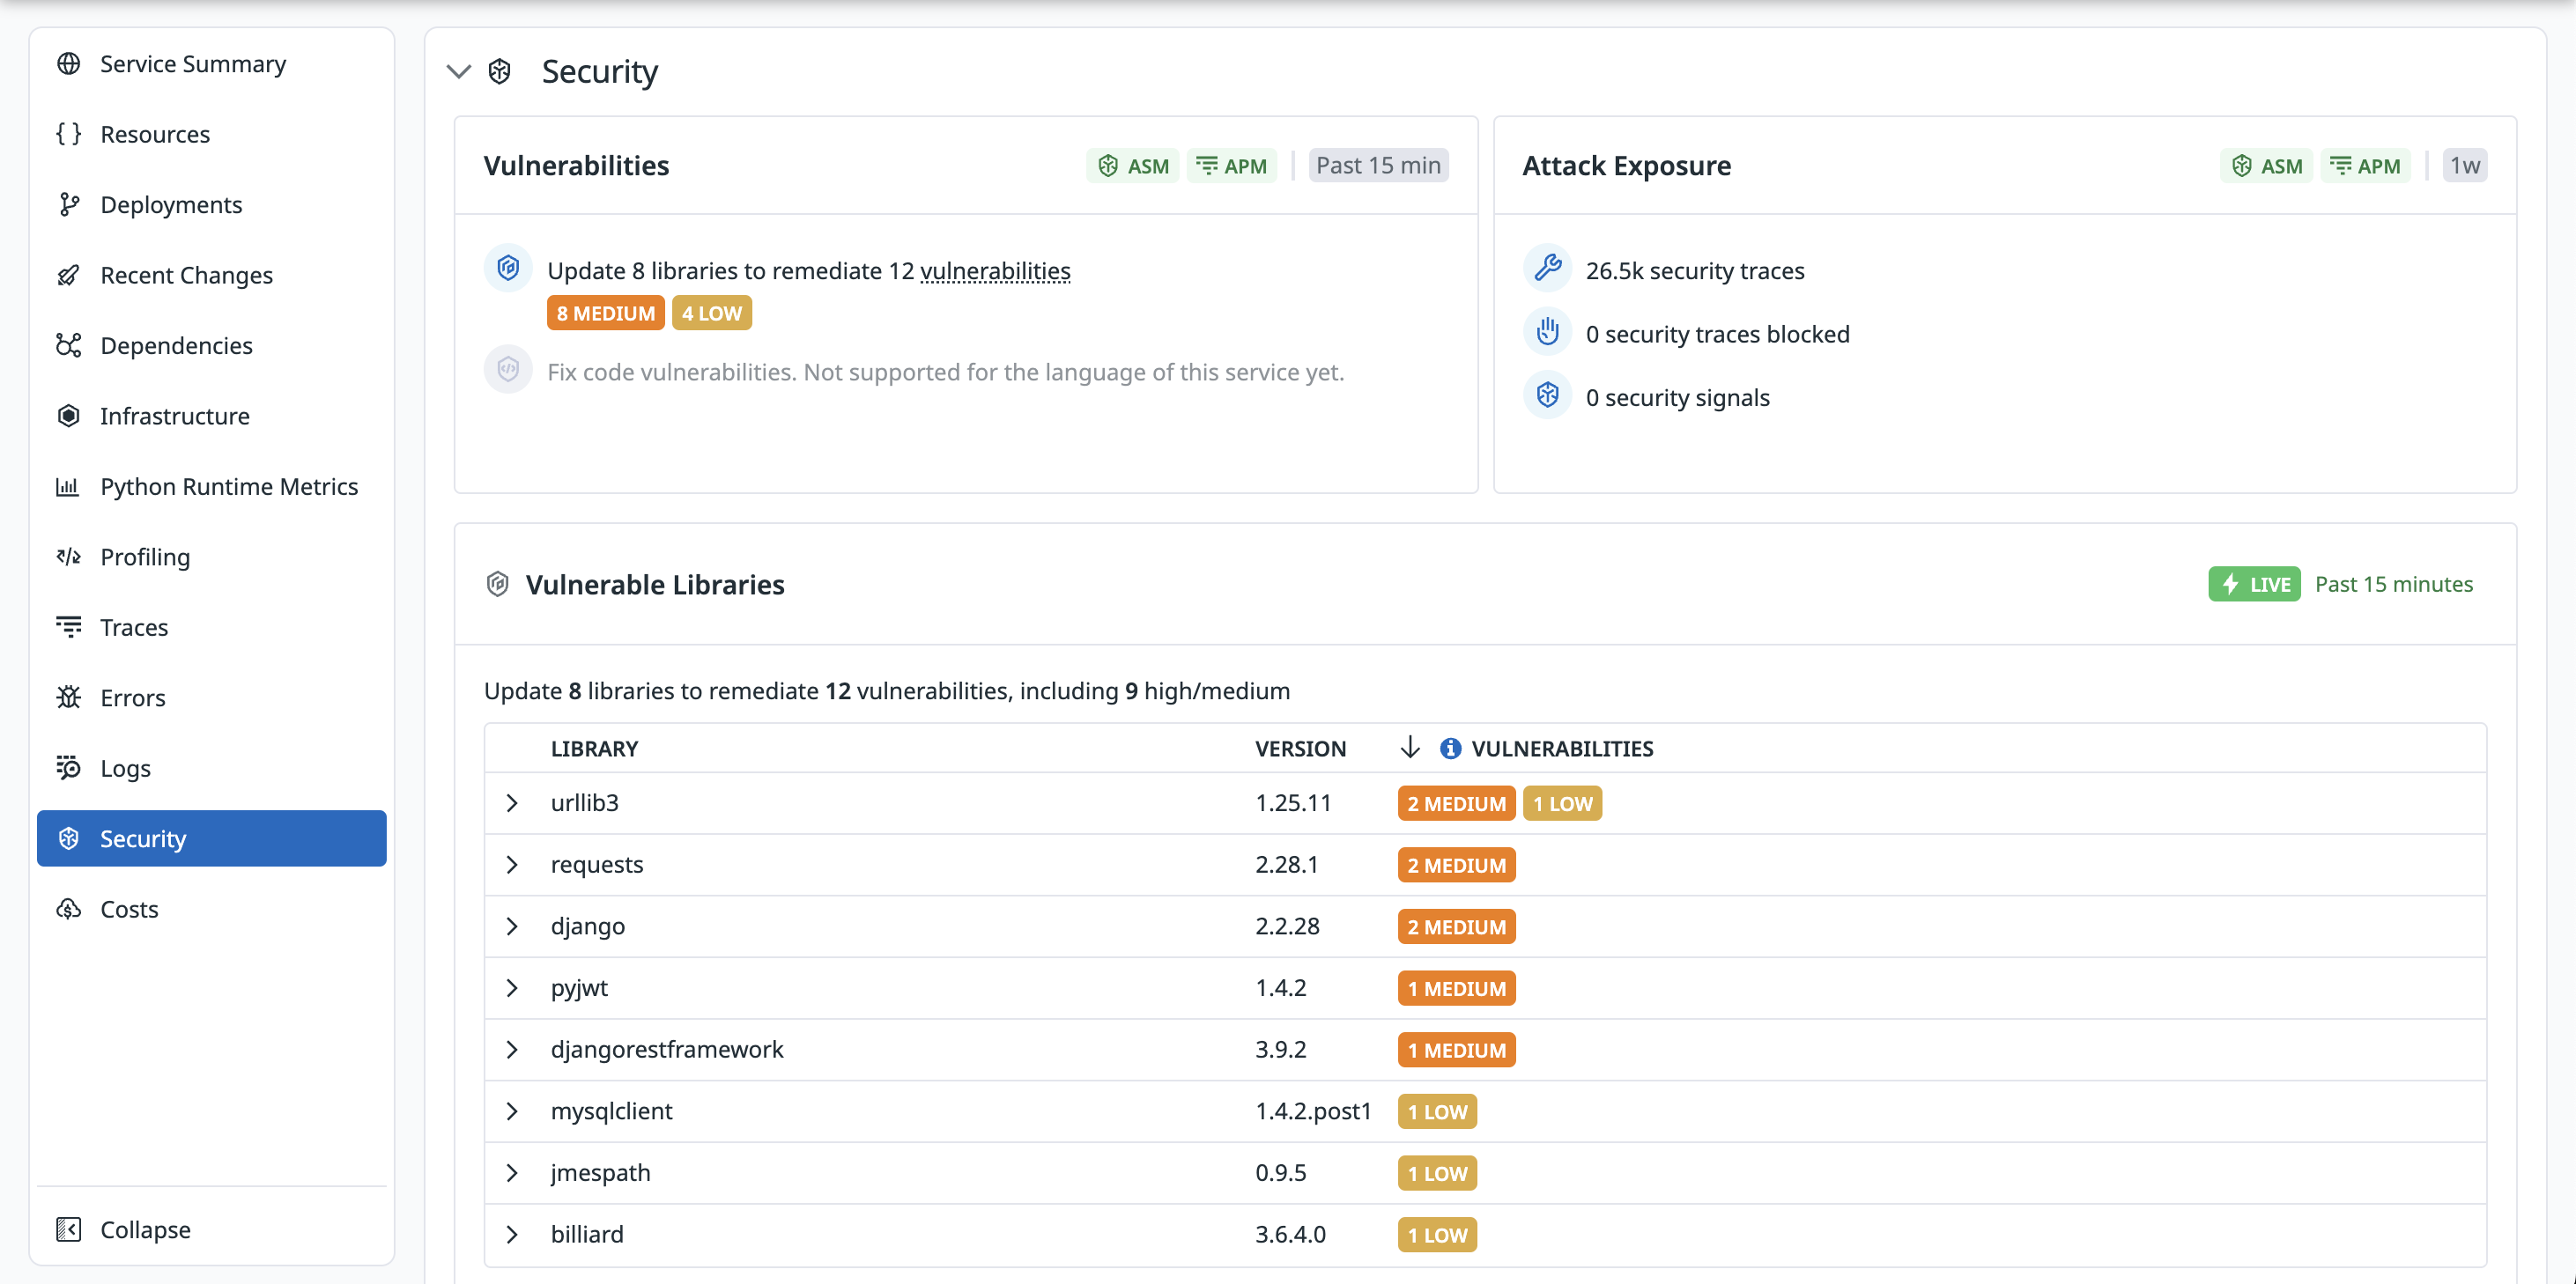 Service Summary
Resources
Deployments
Recent Changes
Dependencies
Infrastructure
Python Runtime Metrics
Profiling
Traces
Errors
Logs
Security
Costs
Collapse
Security
Vulnerabilities ASM APM Past 15 min
Update 8 libraries to remediate 12 vulnerabilities
8 MEDIUM 4 LOW
Fix code vulnerabilities. Not supported for the language of this service yet.
Attack Exposure ASM APM 1w
26.5k security traces
0 security traces blocked
0 security signals
Vulnerable Libraries LIVE Past 15 minutes
Update 8 libraries to remediate 12 vulnerabilities, including 9 high/medium
LIBRARY VERSION VULNERABILITIES
urllib3 1.25.11 2 MEDIUM 1 LOW
requests 2.28.1 2 MEDIUM
django 2.2.28 2 MEDIUM
pyjwt 1.4.2 1 MEDIUM
djangorestframework 3.9.2 1 MEDIUM
mysqlclient 1.4.2.post1 1 LOW
jmespath 0.9.5 1 LOW
billiard 3.6.4.0 1 LOW